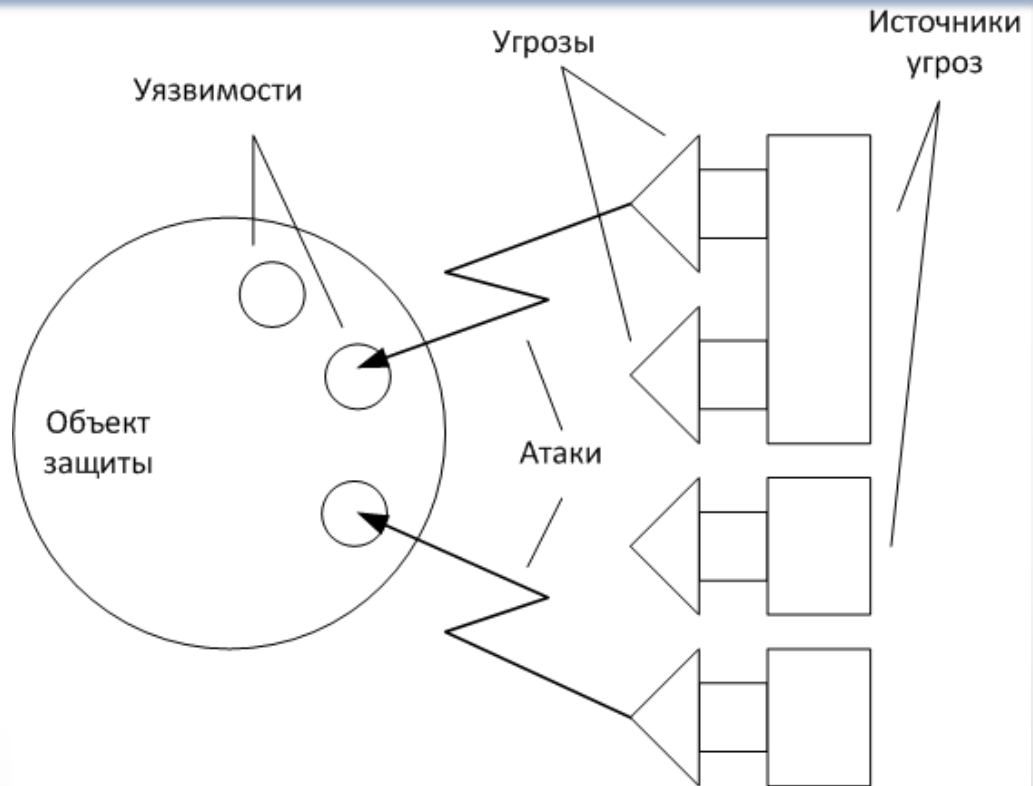 Источники
угроз
Угрозы
Уязвимости
Объект
защиты
Атаки